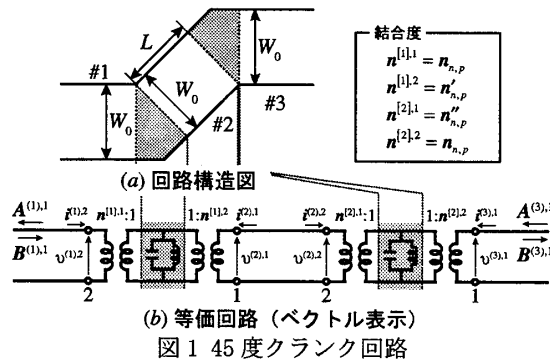 L
W₀
#1
W₀
W₀
#2
#3
(a) 回路構造図
結合度
n^{[1],1} = n_{n,p}
n^{[1],2} = n'_{n,p}
n^{[2],1} = n''_{n,p}
n^{[2],2} = n_{n,p}
A^{(1),1} i^{(1),2} n^{[1],1}:1 1:n^{[1],2} i^{(2),1} i^{(2),2} n^{[2],1}:1 1:n^{[2],2} i^{(3),1} A^{(3),1}
B^{(1),1} υ^{(1),2} υ^{(2),1} υ^{(2),2} υ^{(3),1} B^{(3),1}
2 1 2 1
(b) 等価回路（ベクトル表示）
図1 45度クランク回路